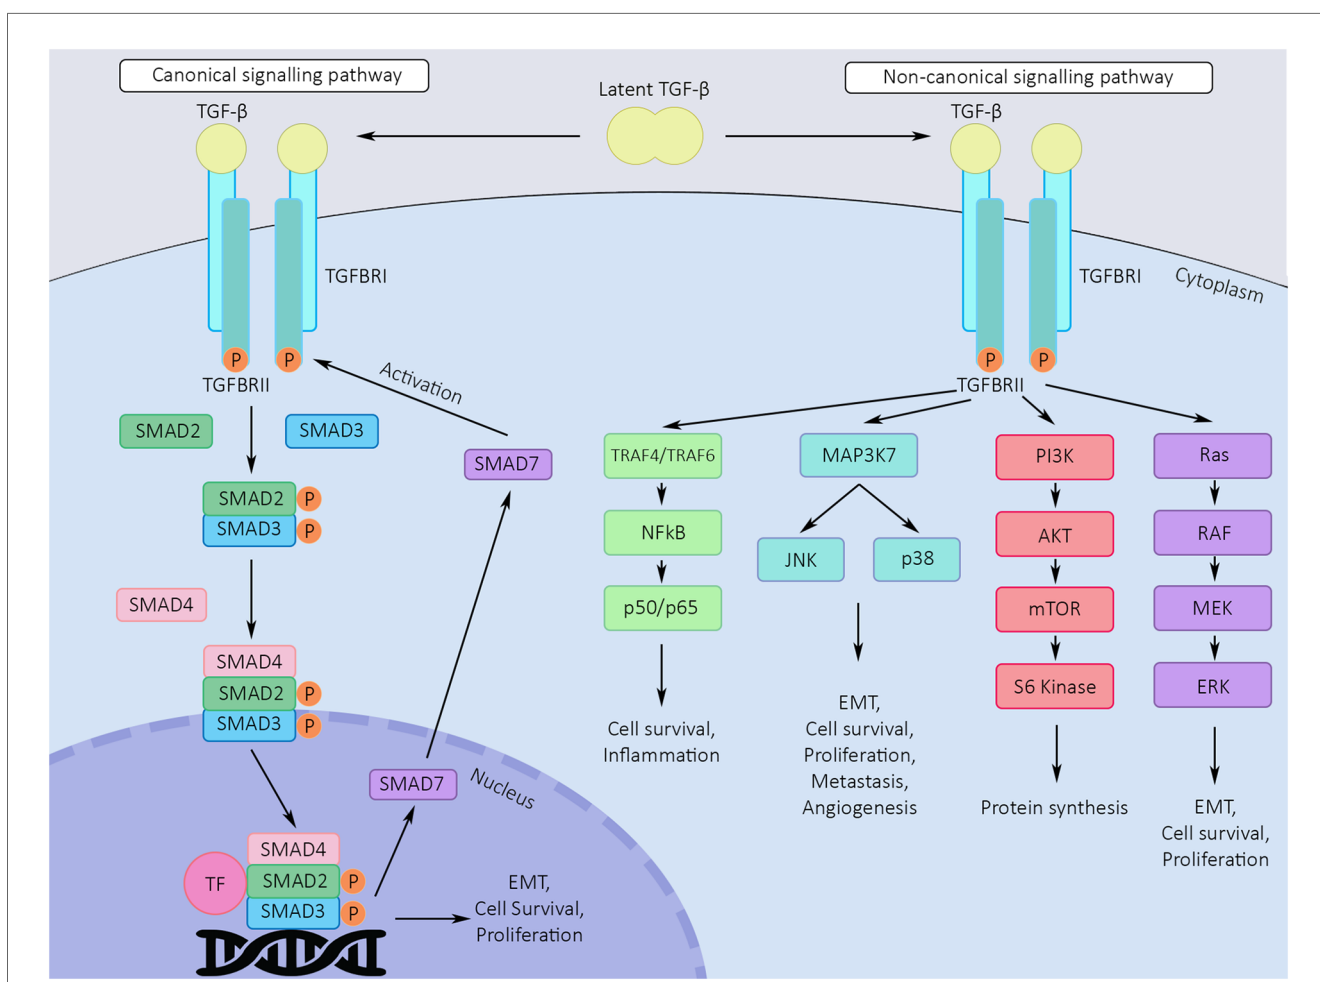 Canonical signalling pathway
Latent TGF-β
Non-canonical signalling pathway
TGF-β
TGFBRI
P
P
TGFBRII
SMAD2
SMAD3
SMAD2
P
SMAD3
P
SMAD4
SMAD4
SMAD2
P
SMAD3
P
SMAD4
TF
SMAD2
P
SMAD3
P
EMT,
Cell Survival,
Proliferation
SMAD7
Nucleus
SMAD7
Activation
TGF-β
TGFBRI
Cytoplasm
P
P
TGFBRII
TRAF4/TRAF6
NFkB
p50/p65
Cell survival,
Inflammation
MAP3K7
JNK
p38
EMT,
Cell survival,
Proliferation,
Metastasis,
Angiogenesis
PI3K
AKT
mTOR
S6 Kinase
Protein synthesis
Ras
RAF
MEK
ERK
EMT,
Cell survival,
Proliferation